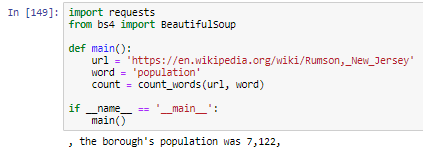 In [149]: import requests
from bs4 import BeautifulSoup
def main():
url = 'https://en.wikipedia.org/wiki/Rumson,_New_Jersey'
word = 'population'
count = count_words(url, word)
if __name__ == '__main__':
main()
, the borough's population was 7,122,